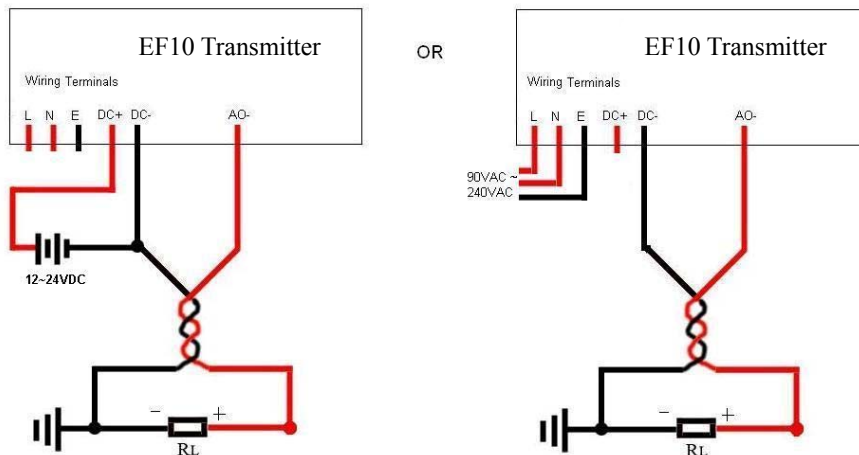 EF10 Transmitter
Wiring Terminals
L N E DC+ DC- AO-
12~24VDC
− +
RL
OR
EF10 Transmitter
Wiring Terminals
L N E DC+ DC- AO-
90VAC ~
240VAC
− +
RL